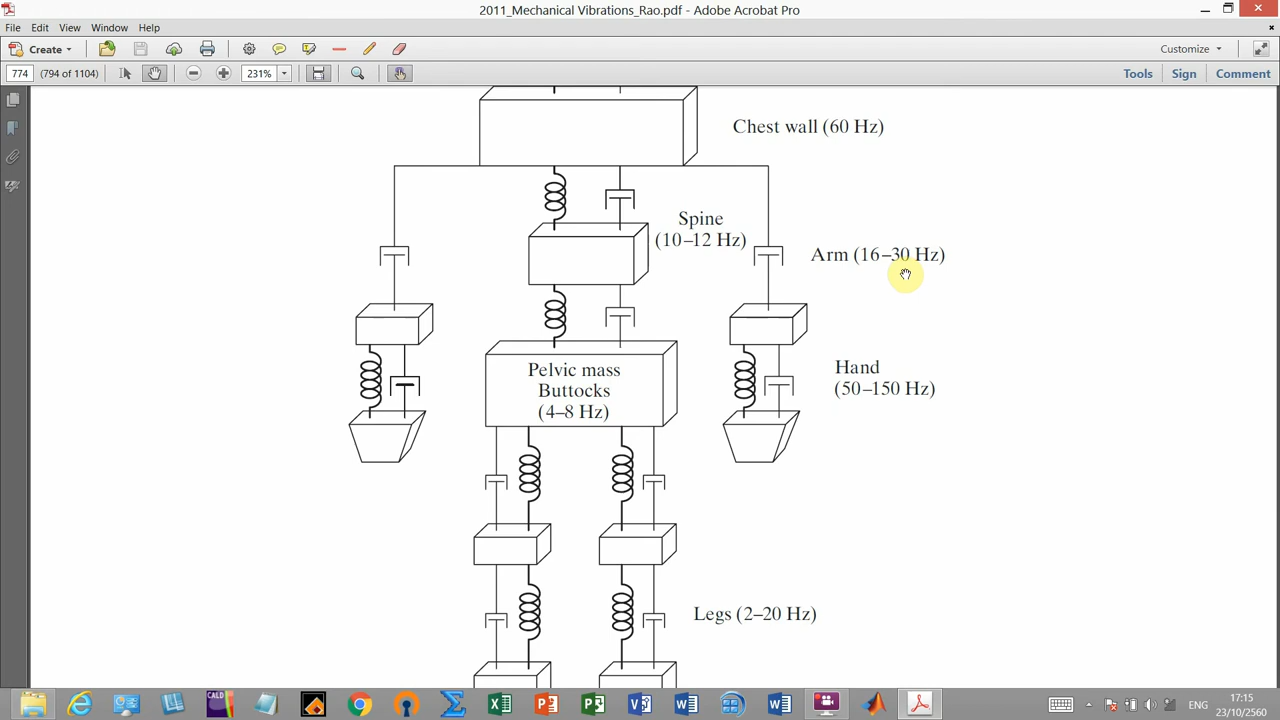 2011_Mechanical Vibrations_Rao.pdf - Adobe Acrobat Pro
File Edit View Window Help
Create
Customize
774 (794 of 1104) 231% Tools Sign Comment
Chest wall (60 Hz)
Spine
(10–12 Hz)
Arm (16–30 Hz)
Pelvic mass
Buttocks
(4–8 Hz)
Hand
(50–150 Hz)
Legs (2–20 Hz)
CALD
ENG
17:15
23/10/2560